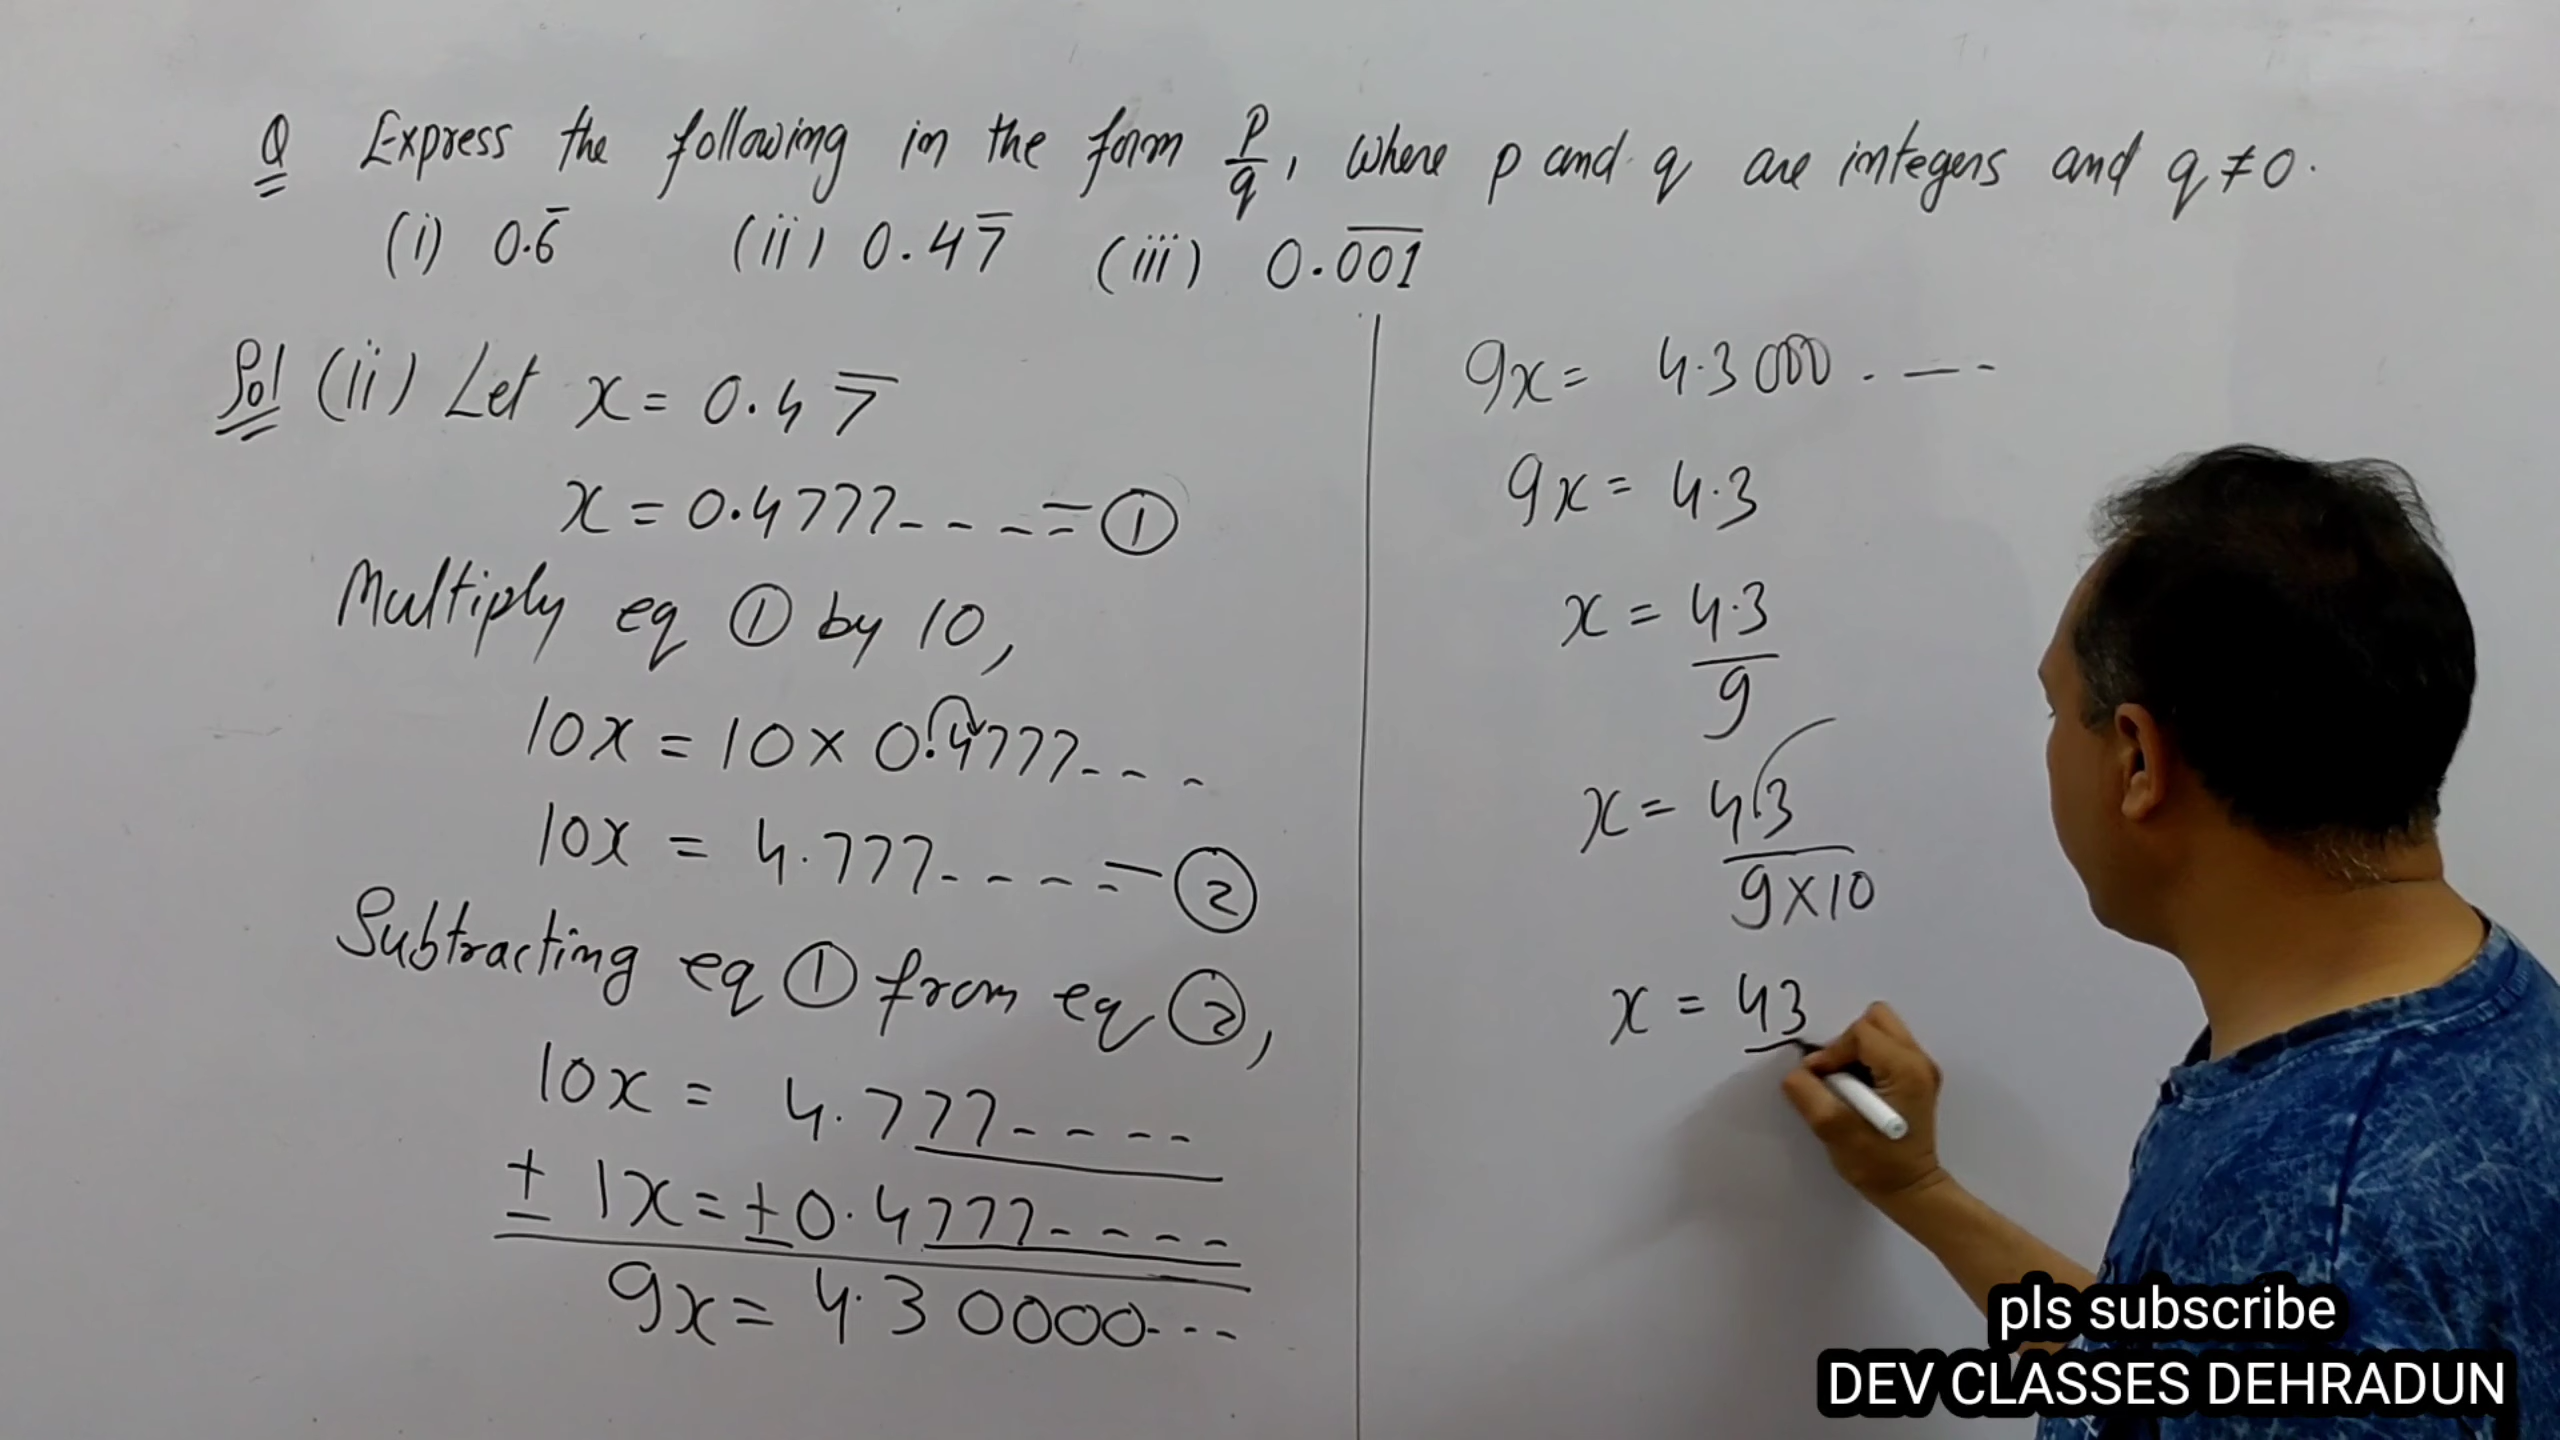 Q Express the following in the form p/q, where p and q are integers and q ≠ 0.
(i) 0.6̅ (ii) 0.47̅ (iii) 0.0̅0̅1̅
Sol (ii) Let x = 0.47̅
x = 0.4777---- = ①
Multiply eq ① by 10,
10x = 10 × 0.4777---
10x = 4.777---- = ②
Subtracting eq ① from eq ②,
10x = 4.777----
± 1x = ±0.4777----
9x = 4.30000---
9x = 4.3000.---
9x = 4.3
x = 4.3/9
x = 4.3/9×10
x = 43
pls subscribe
DEV CLASSES DEHRADUN